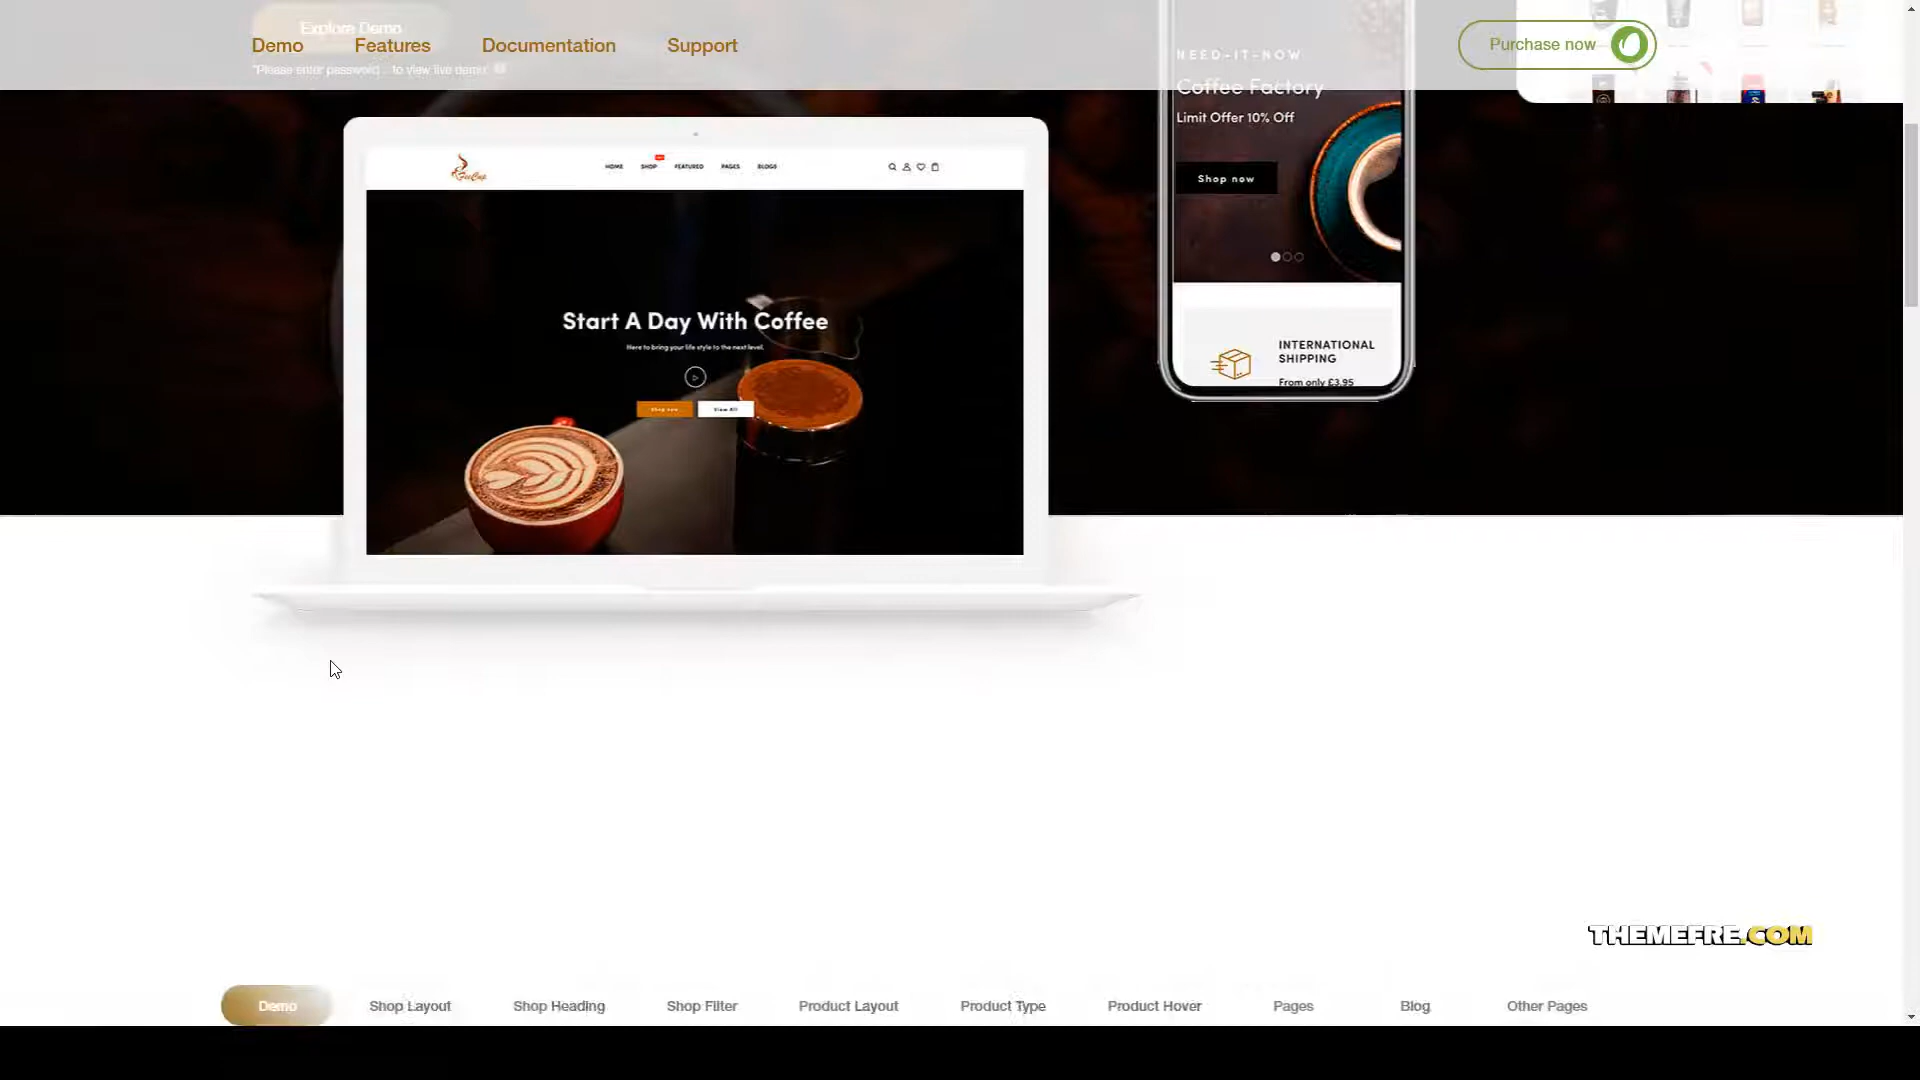 Explore Demo
Demo
Features
Documentation
Support
Purchase now
*Please enter password to view live demo
NEED-IT-NOW
Coffee Factory
Limit Offer 10% Off
Shop now
HOME
SHOP
FEATURED
PAGES
BLOGS
Start A Day With Coffee
Here to bring your life style to the next level.
Shop now
View All
INTERNATIONAL
SHIPPING
From only £3.95
THEMEFRE.COM
Demo
Shop Layout
Shop Heading
Shop Filter
Product Layout
Product Type
Product Hover
Pages
Blog
Other Pages